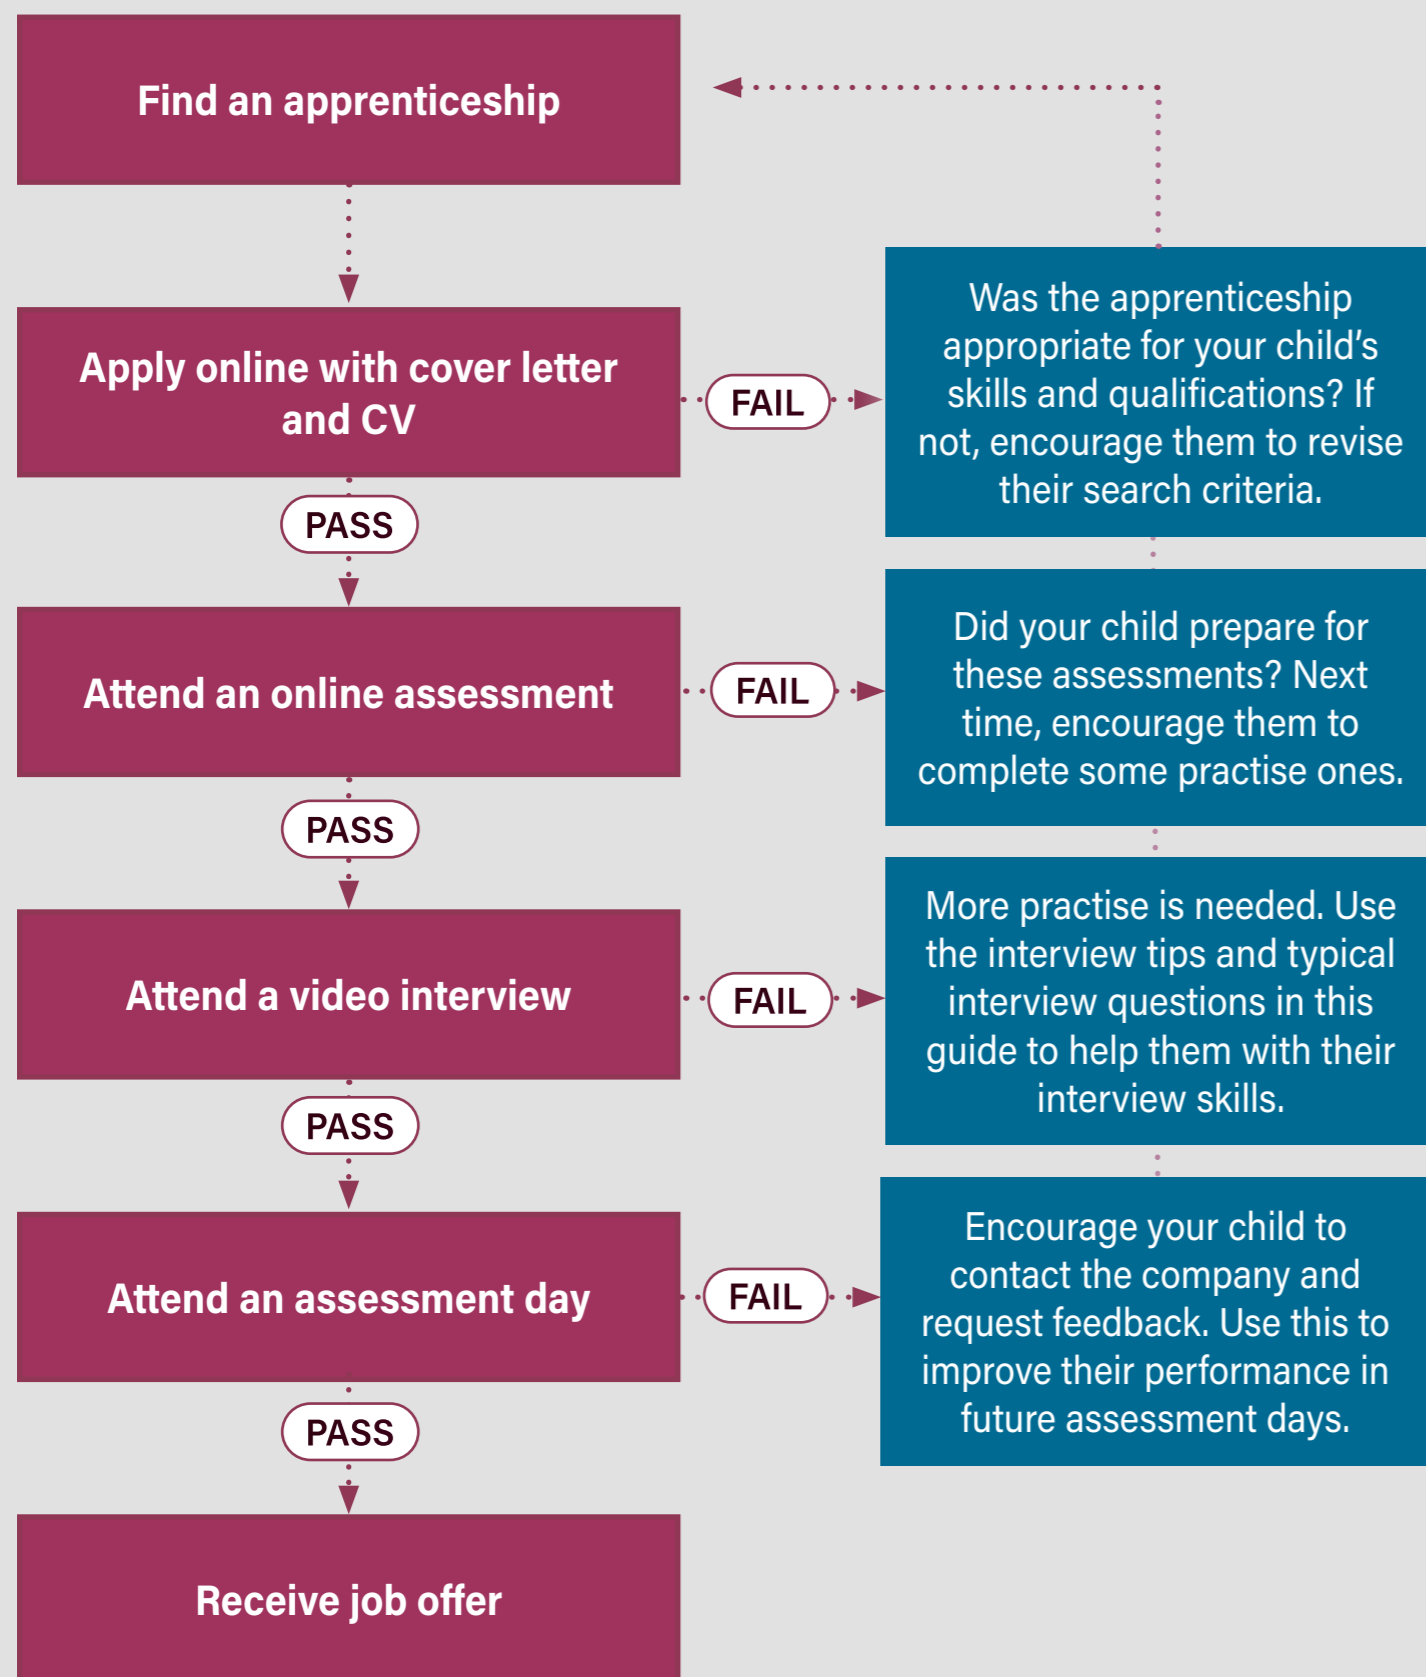 Find an apprenticeship
Apply online with cover letter
and CV
FAIL
Was the apprenticeship
appropriate for your child's
skills and qualifications? If
not, encourage them to revise
their search criteria.
PASS
Attend an online assessment
FAIL
Did your child prepare for
these assessments? Next
time, encourage them to
complete some practise ones.
PASS
Attend a video interview
FAIL
More practise is needed. Use
the interview tips and typical
interview questions in this
guide to help them with their
interview skills.
PASS
Attend an assessment day
FAIL
Encourage your child to
contact the company and
request feedback. Use this to
improve their performance in
future assessment days.
PASS
Receive job offer